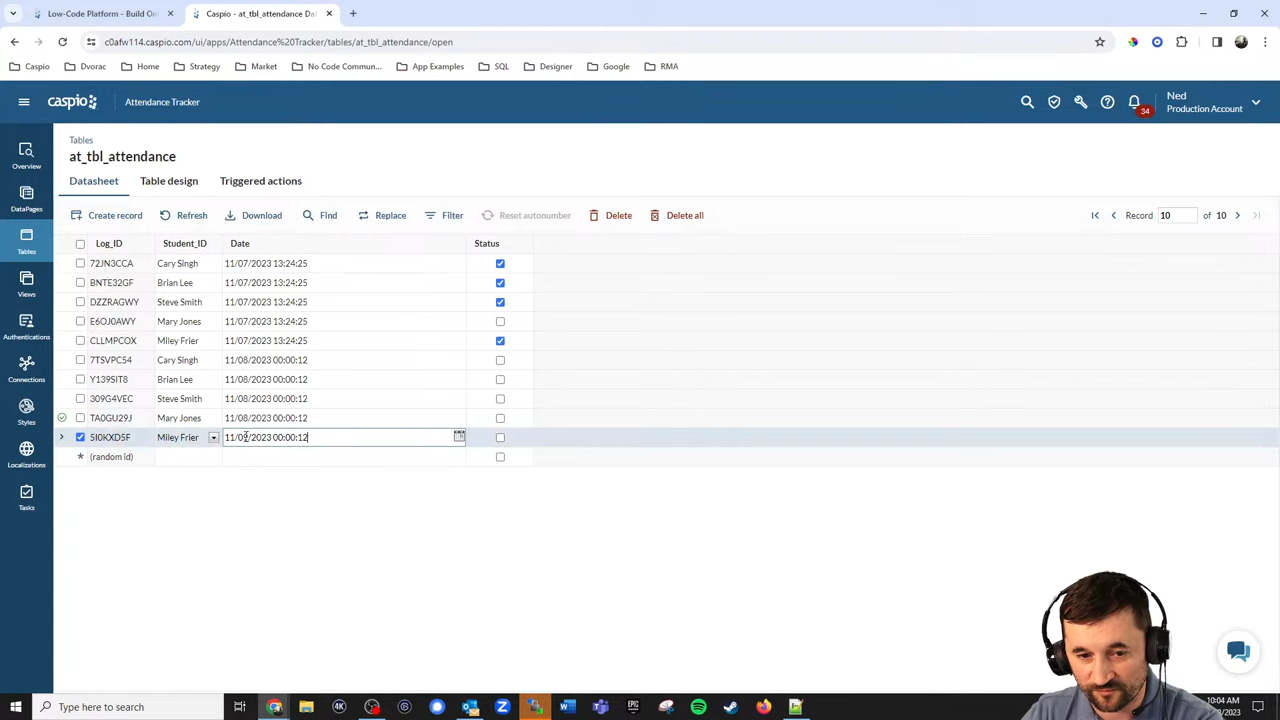 Low-Code Platform - Build On
Caspio - at_tbl_attendance Dat
c0afw114.caspio.com/ui/apps/Attendance%20Tracker/tables/at_tbl_attendance/open
Caspio Dvorac Home Strategy Market No Code Commun... App Examples SQL Designer Google RMA
caspio Attendance Tracker
34
Ned
Production Account
Overview
DataPages
Tables
Views
Authentications
Connections
Styles
Localizations
Tasks
Tables
at_tbl_attendance
Datasheet Table design Triggered actions
Create record Refresh Download Find Replace Filter Reset autonumber Delete Delete all Record 10 of 10
Log_ID Student_ID Date Status
72JN3CCA Cary Singh 11/07/2023 13:24:25
BNTE32GF Brian Lee 11/07/2023 13:24:25
DZZRAGWY Steve Smith 11/07/2023 13:24:25
E6OJ0AWY Mary Jones 11/07/2023 13:24:25
CLLMPCOX Miley Frier 11/07/2023 13:24:25
7TSVPC54 Cary Singh 11/08/2023 00:00:12
Y139SIT8 Brian Lee 11/08/2023 00:00:12
309G4VEC Steve Smith 11/08/2023 00:00:12
TA0GU29J Mary Jones 11/08/2023 00:00:12
5I0KXD5F Miley Frier 00:00:12
* (random id)
Type here to search
10:04 AM